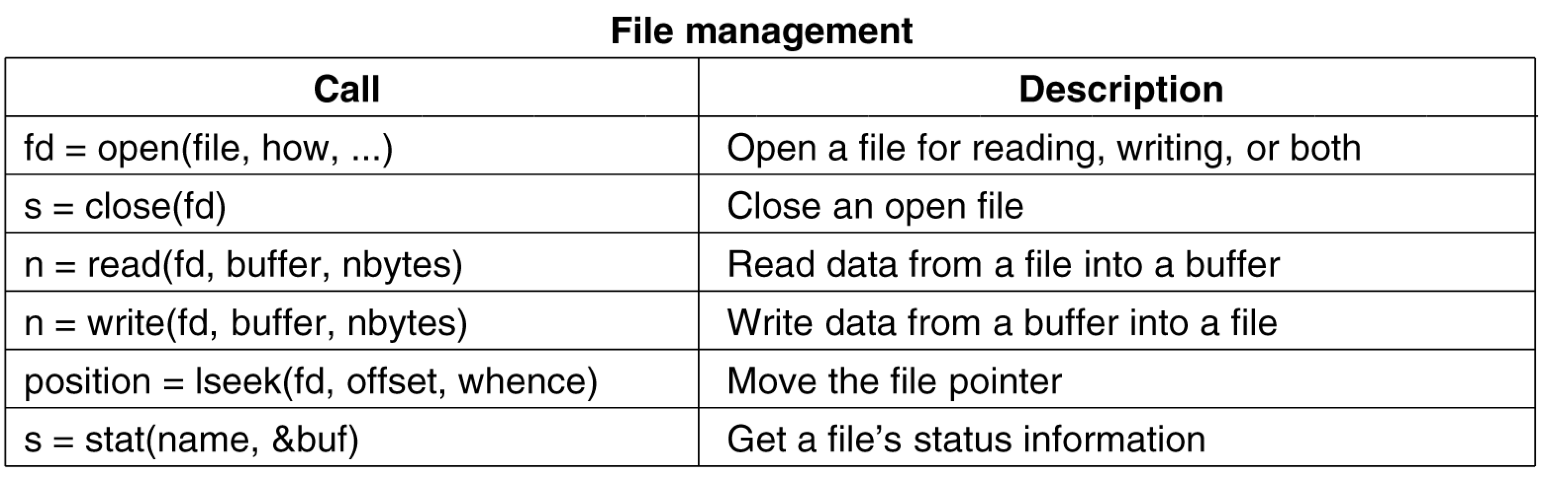 File management
Call Description
fd = open(file, how, ...) Open a file for reading, writing, or both
s = close(fd) Close an open file
n = read(fd, buffer, nbytes) Read data from a file into a buffer
n = write(fd, buffer, nbytes) Write data from a buffer into a file
position = lseek(fd, offset, whence) Move the file pointer
s = stat(name, &buf) Get a file’s status information